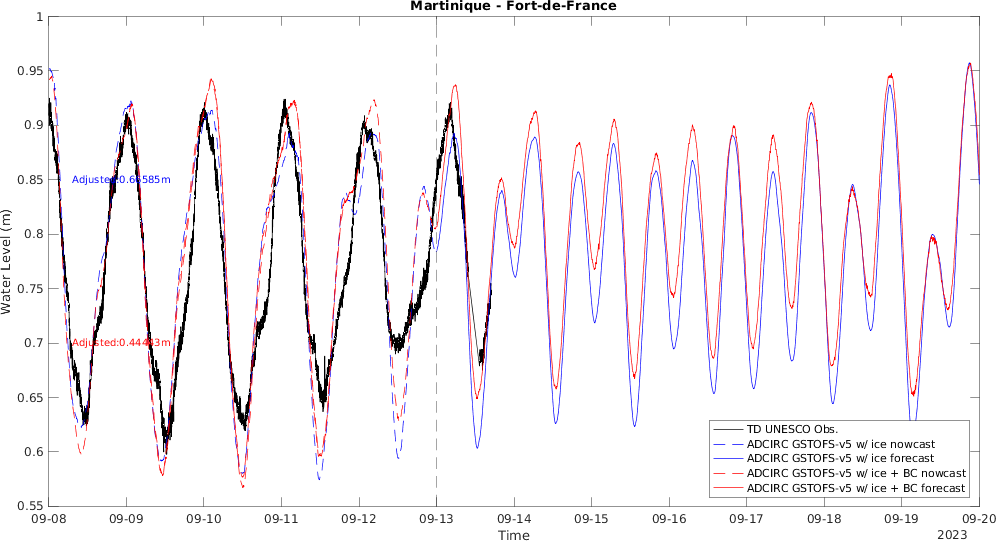 Martinique - Fort-de-France
Water Level (m)
1
0.95
0.9
0.85
0.8
0.75
0.7
0.65
0.6
0.55
Adjusted:0.66585m
TD UNESCO Obs.
ADCIRC GSTOFS-v5 w/ ice nowcast
ADCIRC GSTOFS-v5 w/ ice forecast
ADCIRC GSTOFS-v5 w/ ice + BC nowcast
ADCIRC GSTOFS-v5 w/ ice + BC forecast
09-08 09-09 09-10 09-11 09-12 09-13 09-14 09-15 09-16 09-17 09-18 09-19 09-20
Time
2023